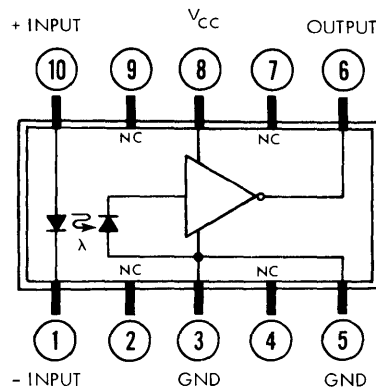 + INPUT V_CC OUTPUT
10 9 8 7 6
NC NC
λ
NC NC
1 2 3 4 5
– INPUT GND GND